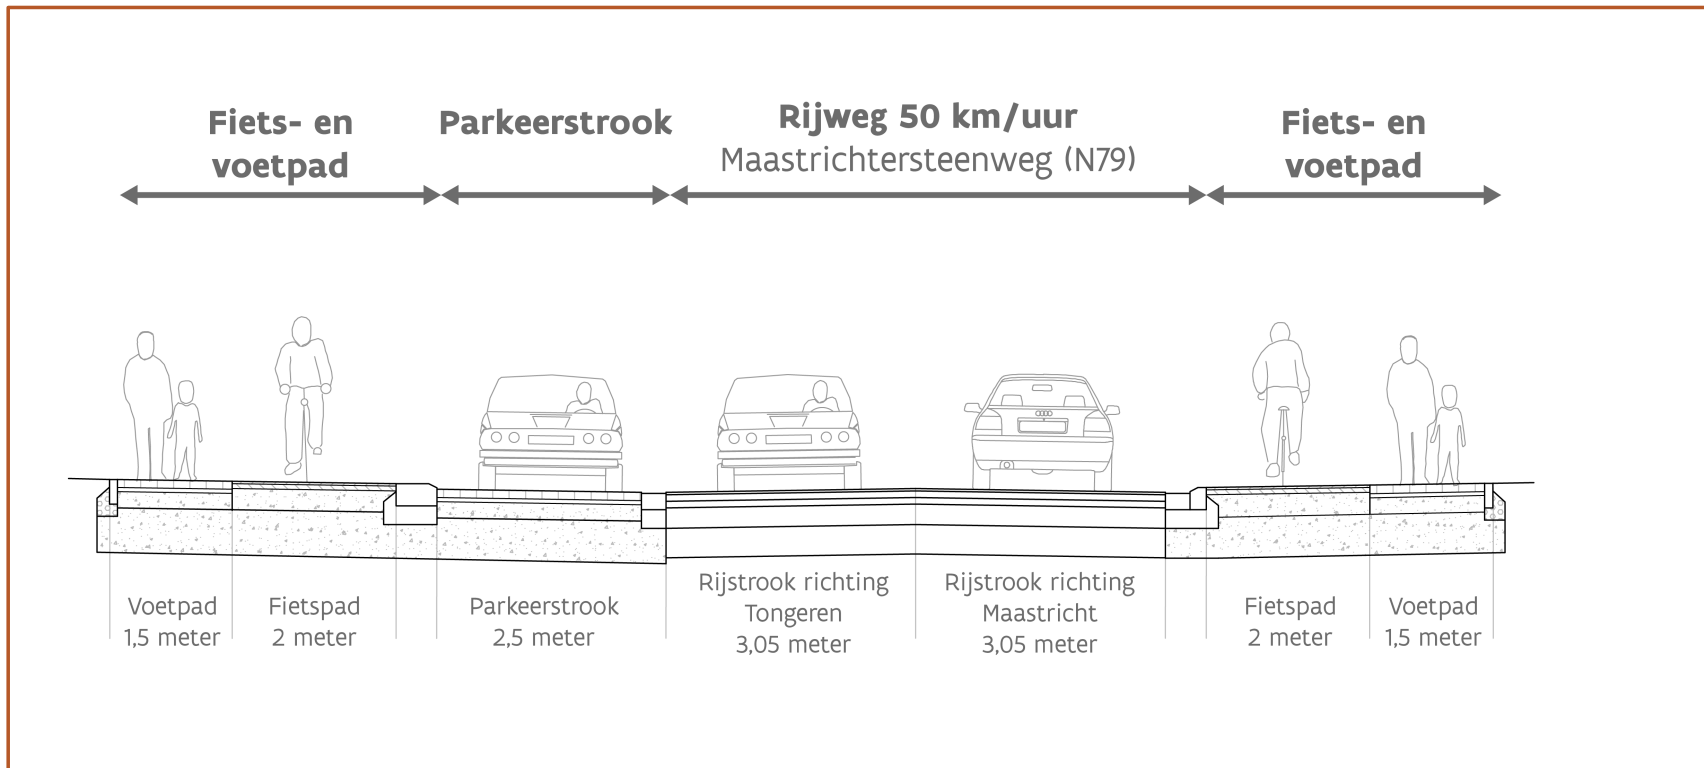 Fiets- en
voetpad
Parkeerstrook
Rijweg 50 km/uur
Maastrichtersteenweg (N79)
Fiets- en
voetpad
Voetpad
1,5 meter
Fietspad
2 meter
Parkeerstrook
2,5 meter
Rijstrook richting
Tongeren
3,05 meter
Rijstrook richting
Maastricht
3,05 meter
Fietspad
2 meter
Voetpad
1,5 meter